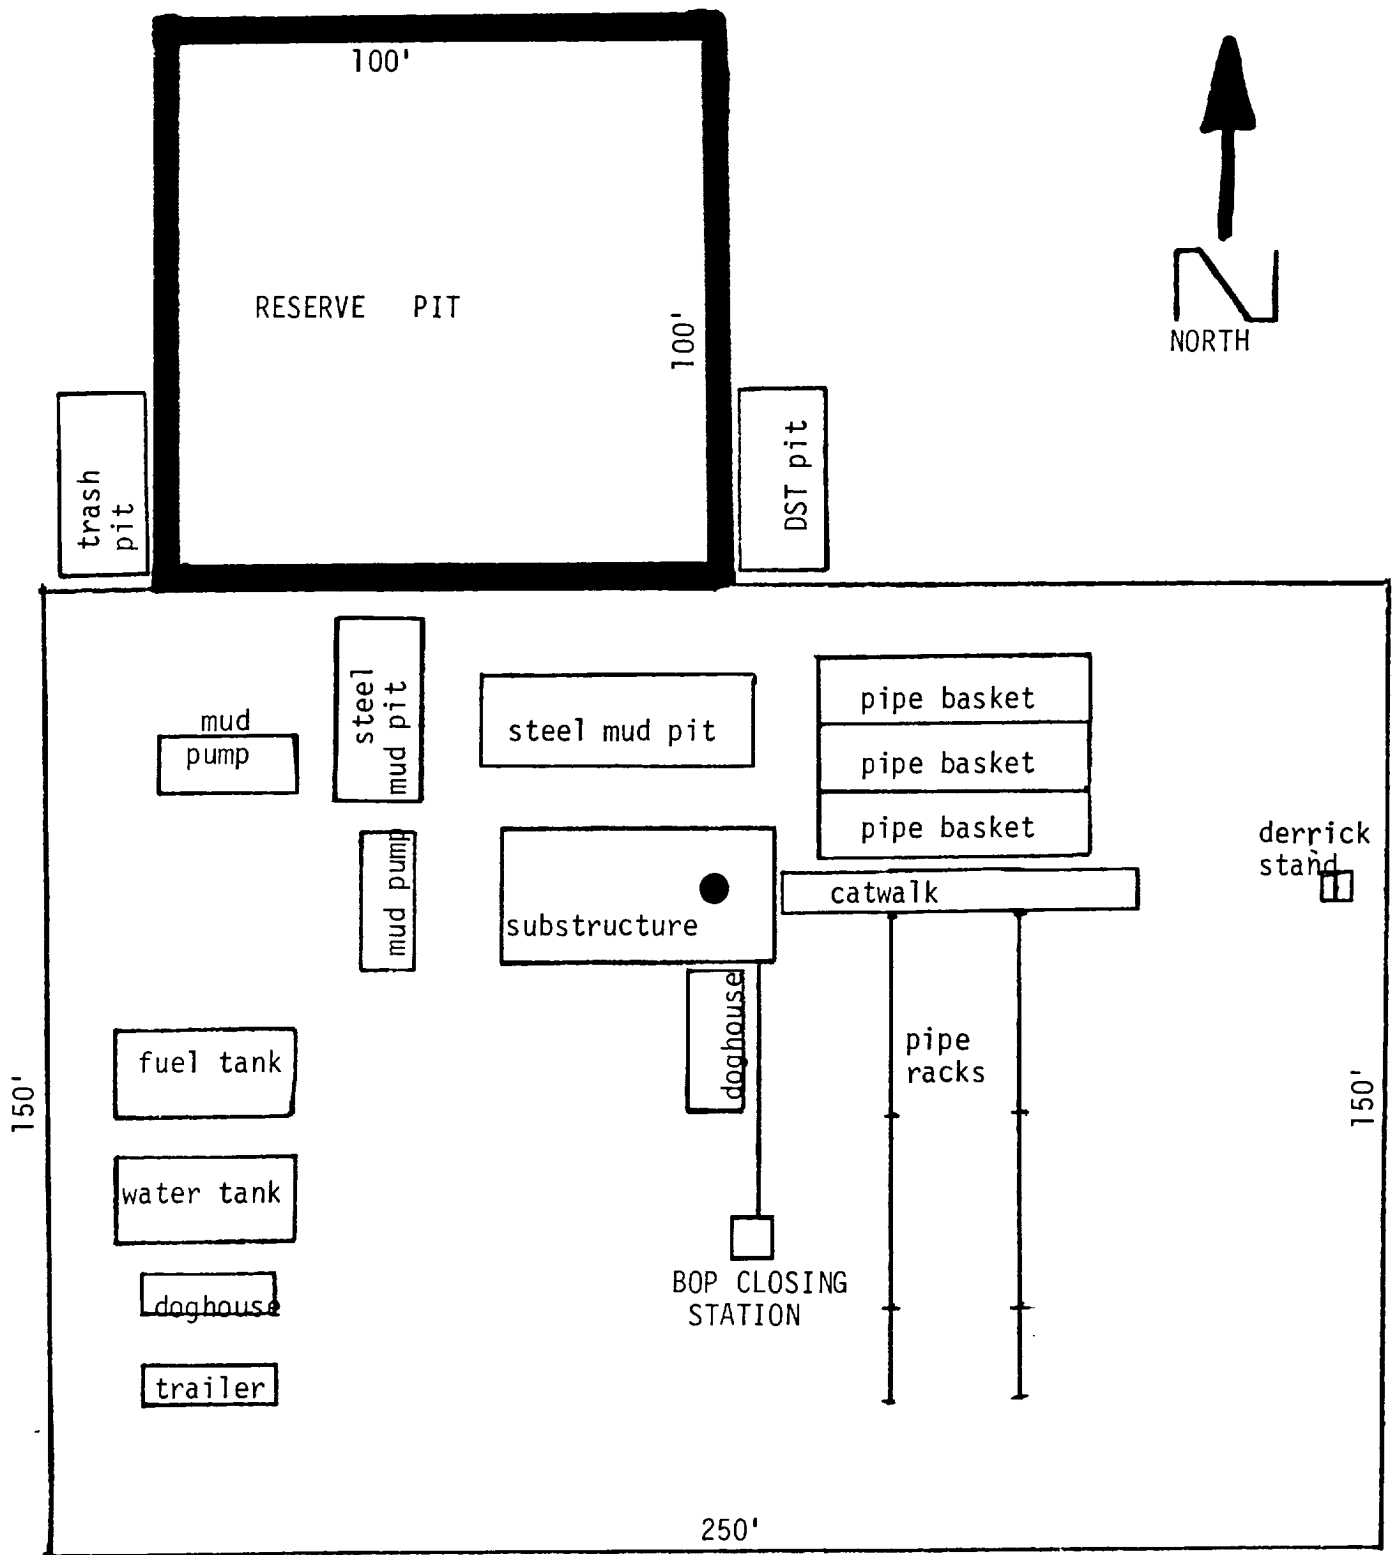 100'
RESERVE PIT
100'
N
NORTH
trash
pit
DST pit
steel
mud pit
mud
pump
steel mud pit
pipe basket
pipe basket
pipe basket
mud pump
substructure
catwalk
derrick
stand
doghouse
pipe
racks
fuel tank
150'
150'
water tank
doghouse
BOP CLOSING
STATION
trailer
250'